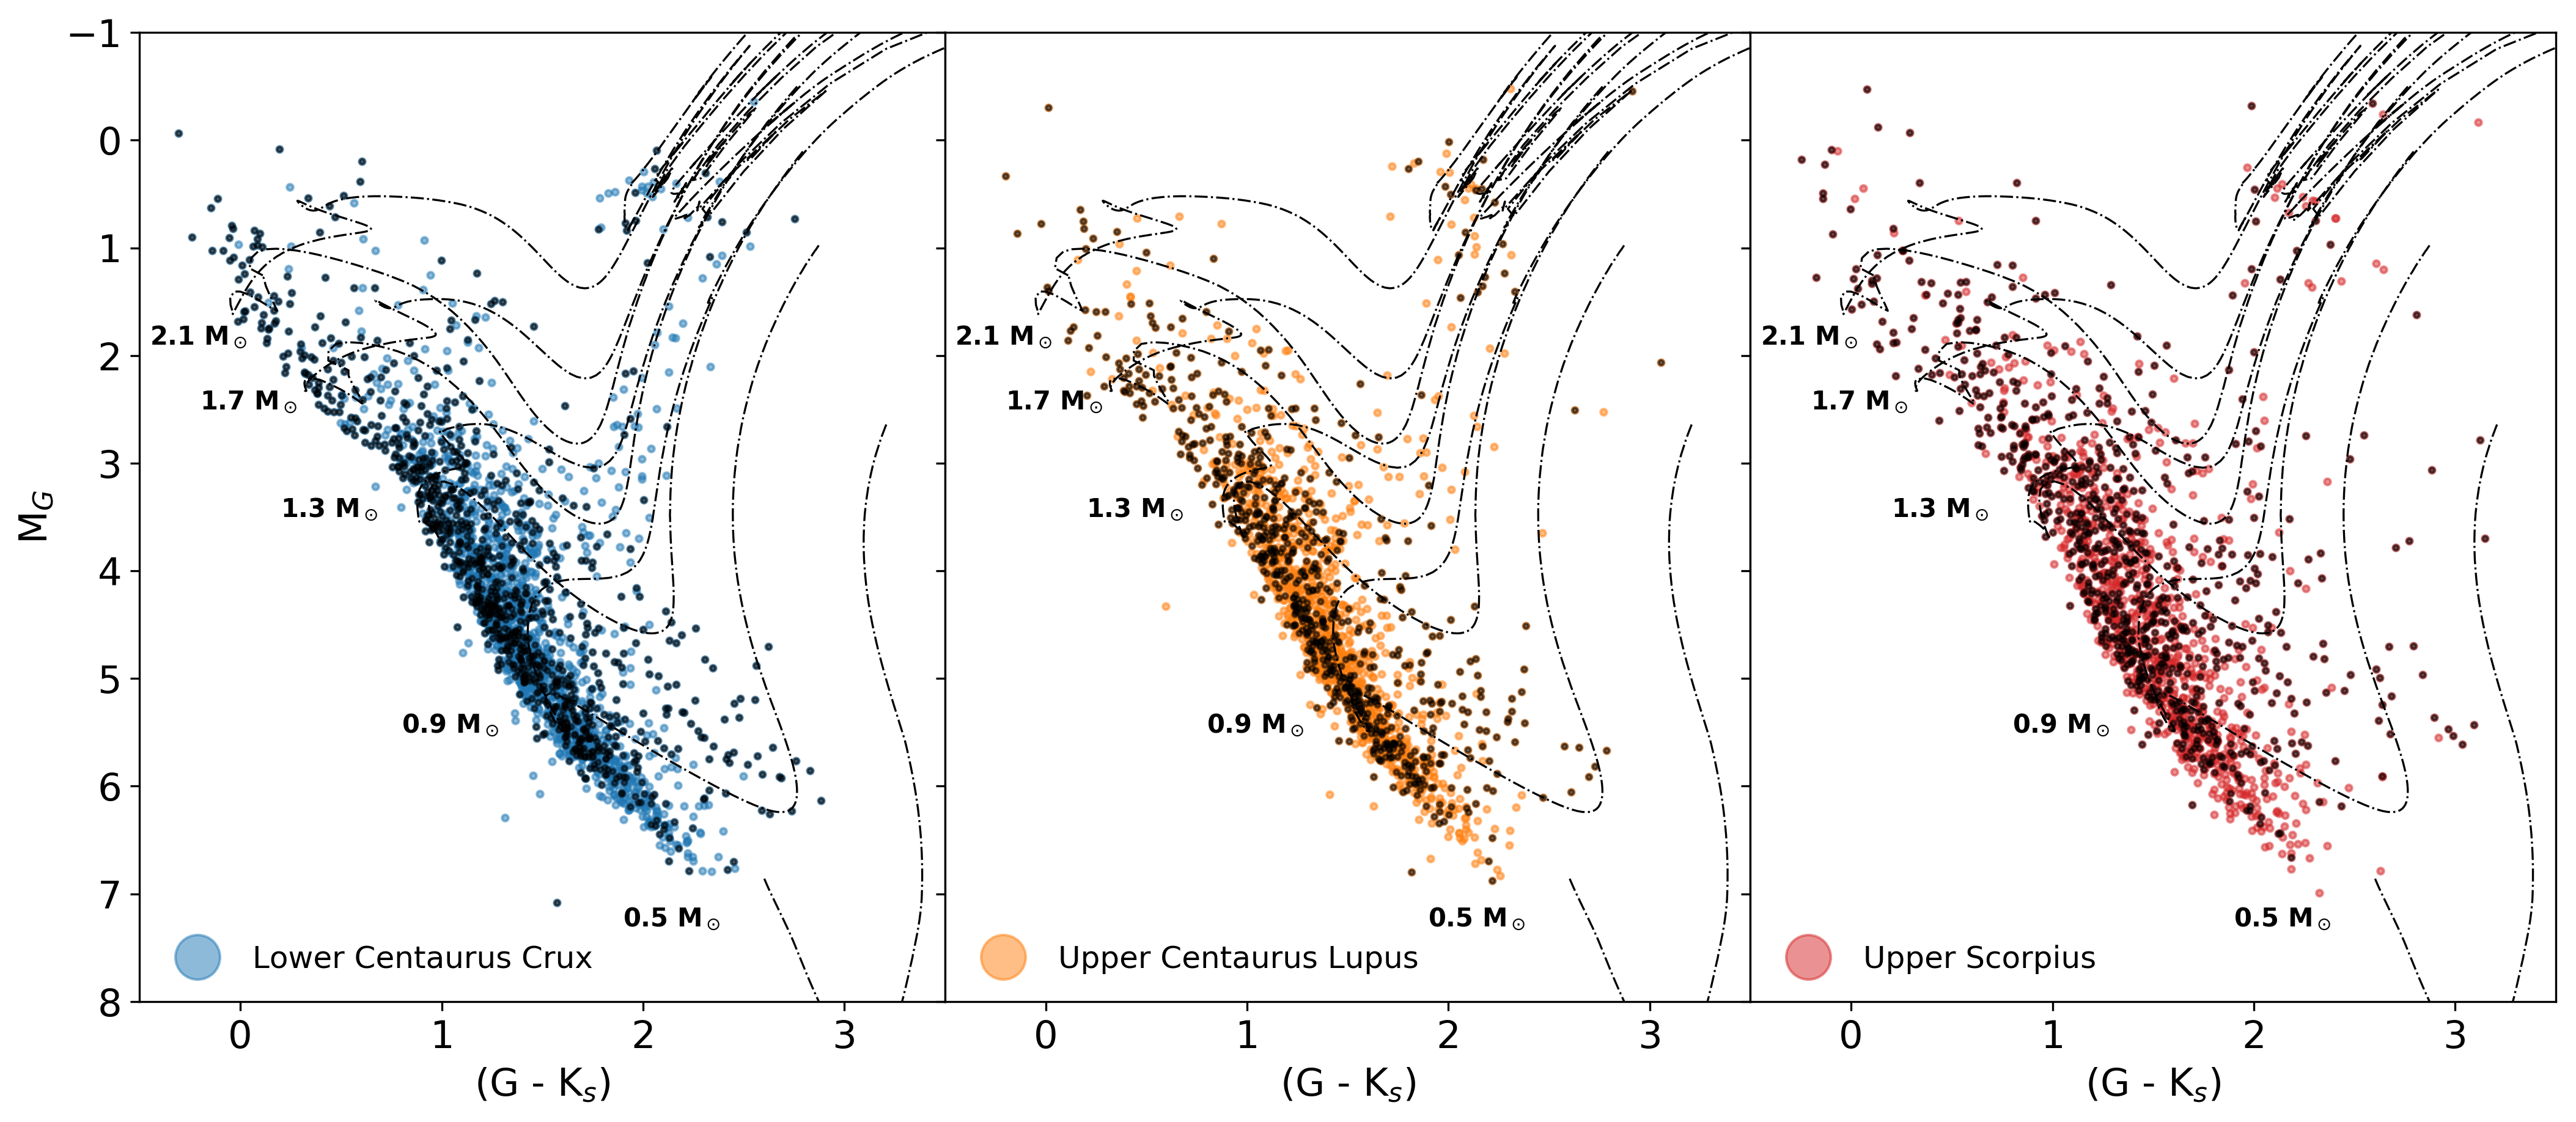 −1
0
1
2
3
4
5
6
7
8
M_G
2.1 M⊙
1.7 M⊙
1.3 M⊙
0.9 M⊙
0.5 M⊙
Lower Centaurus Crux
0 1 2 3
(G - K_s)
2.1 M⊙
1.7 M⊙
1.3 M⊙
0.9 M⊙
0.5 M⊙
Upper Centaurus Lupus
0 1 2 3
(G - K_s)
2.1 M⊙
1.7 M⊙
1.3 M⊙
0.9 M⊙
0.5 M⊙
Upper Scorpius
0 1 2 3
(G - K_s)